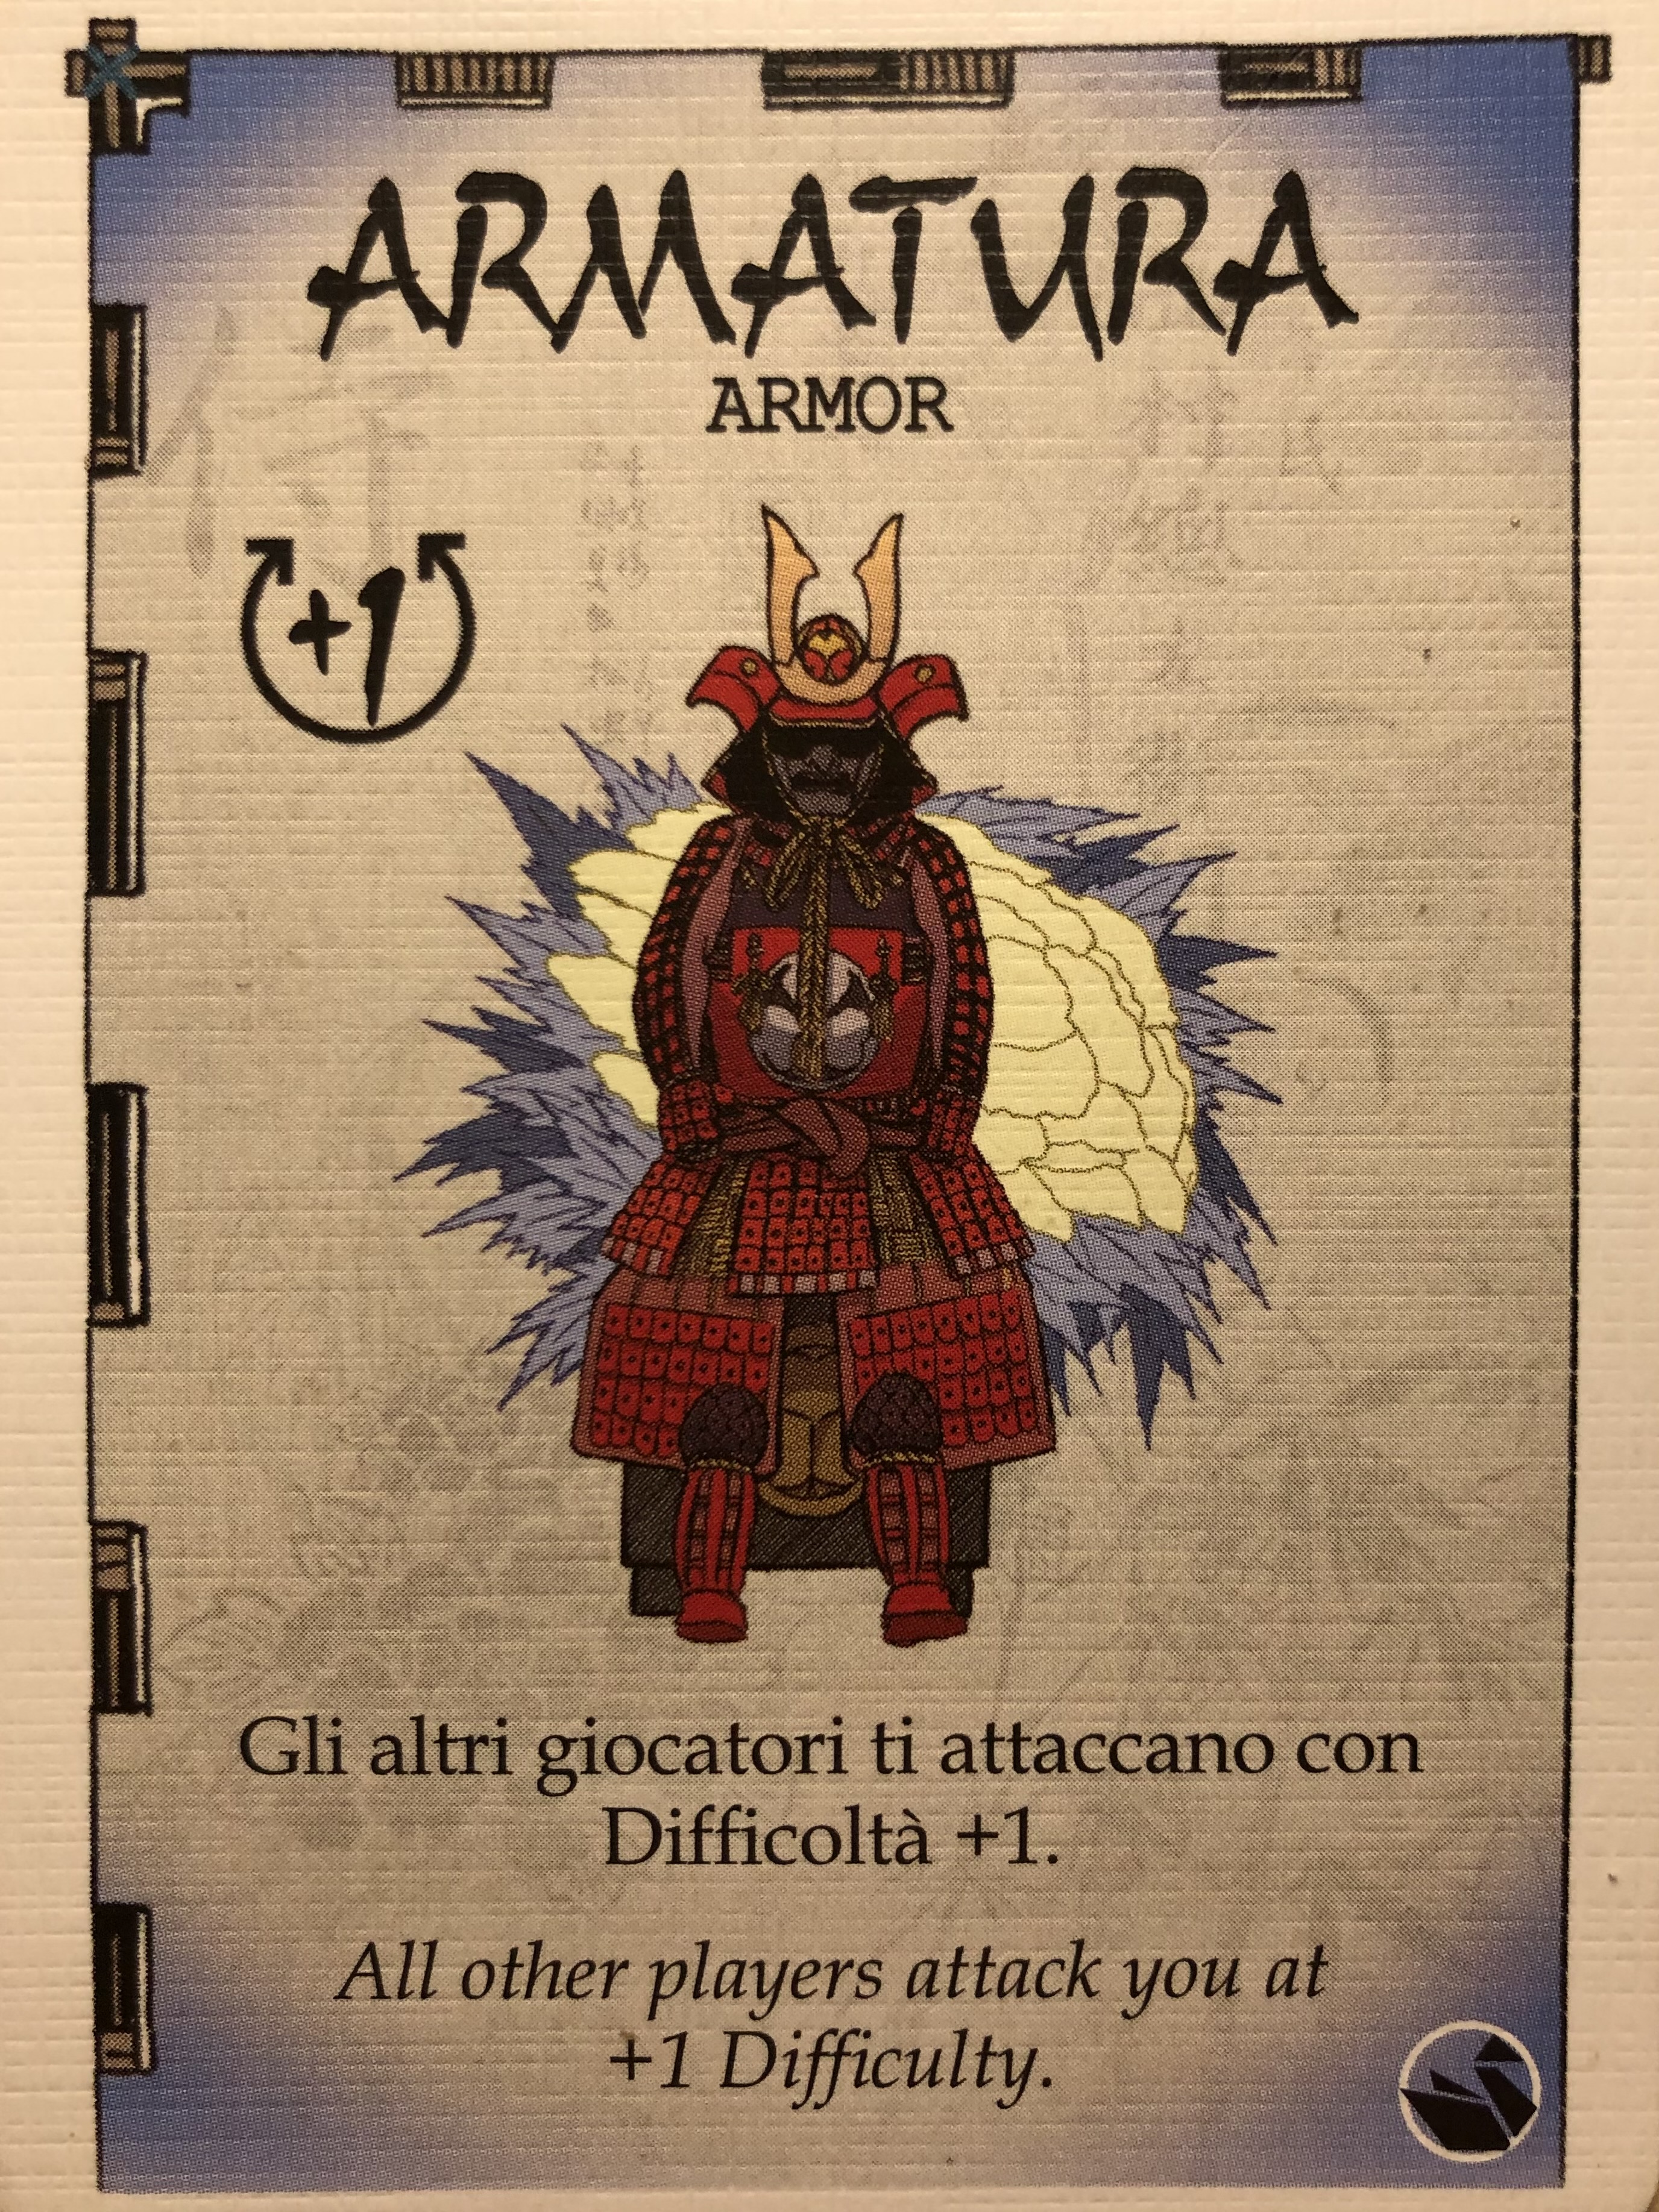 ARMATURA
ARMOR
+1
Gli altri giocatori ti attaccano con
Difficoltà +1.
All other players attack you at
+1 Difficulty.